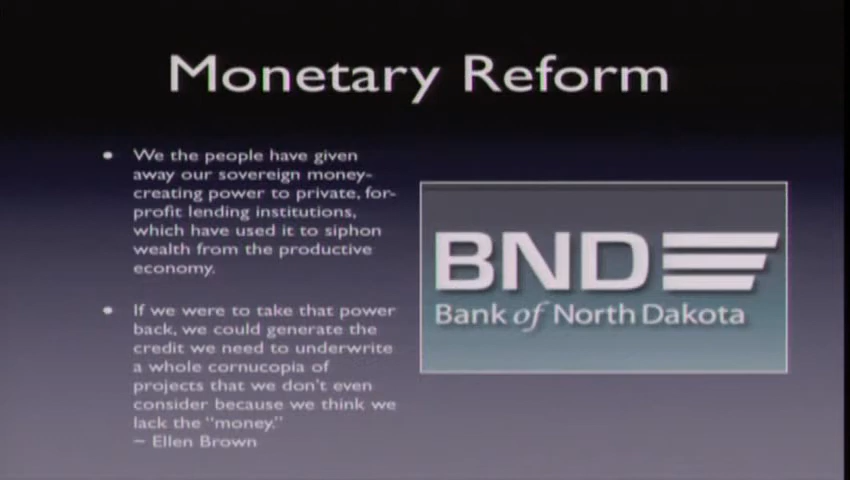 Monetary Reform
• We the people have given
away our sovereign money-
creating power to private, for-
profit lending institutions,
which have used it to siphon
wealth from the productive
economy.
• If we were to take that power
back, we could generate the
credit we need to underwrite
a whole cornucopia of
projects that we don't even
consider because we think we
lack the "money."
– Ellen Brown
BND
Bank of North Dakota